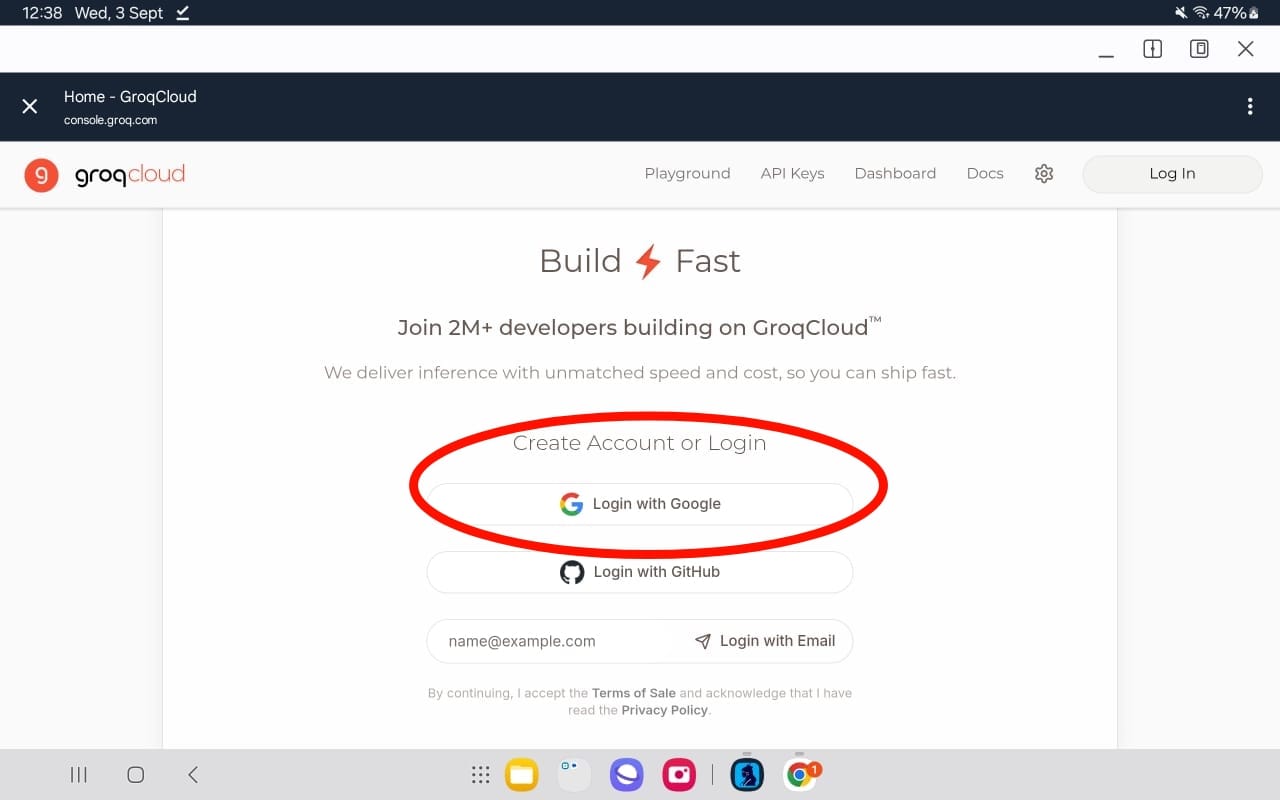 12:38 Wed, 3 Sept 47%
Home - GroqCloud
console.groq.com
groqcloud Playground API Keys Dashboard Docs Log In
Build Fast
Join 2M+ developers building on GroqCloud™
We deliver inference with unmatched speed and cost, so you can ship fast.
Create Account or Login
Login with Google
Login with GitHub
name@example.com Login with Email
By continuing, I accept the Terms of Sale and acknowledge that I have
read the Privacy Policy.
1